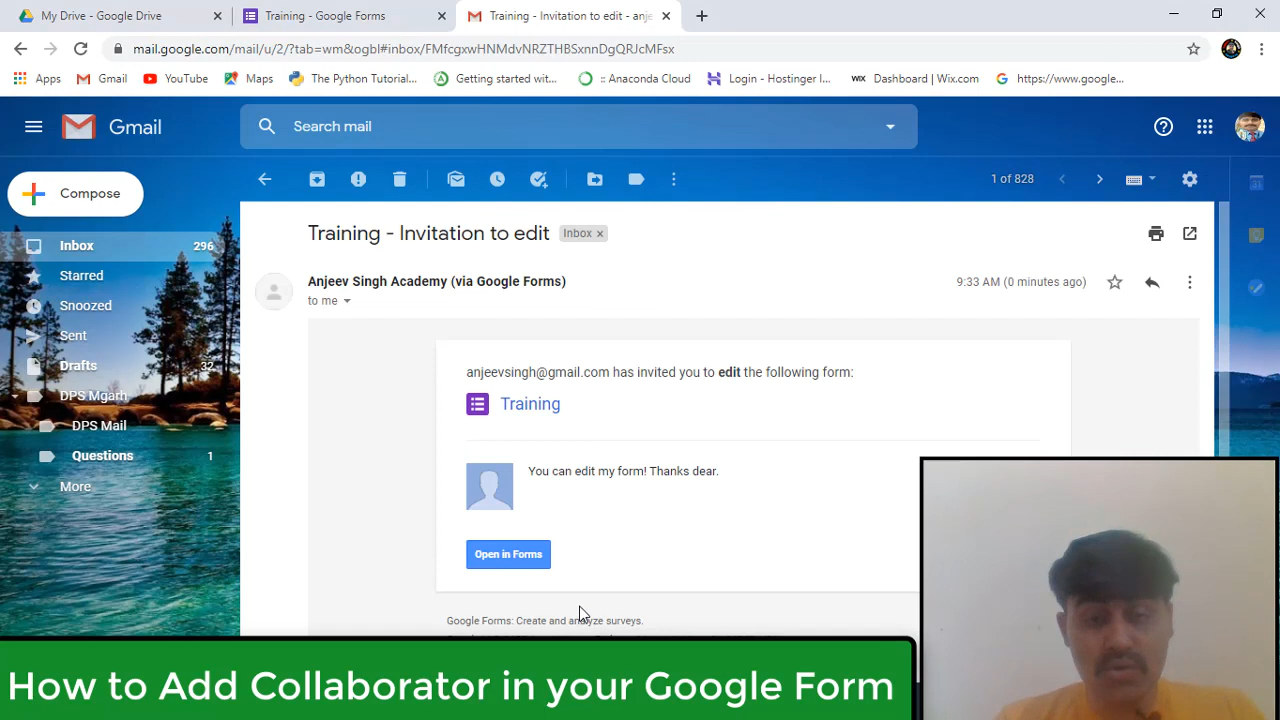 My Drive - Google Drive
Training - Google Forms
Training - Invitation to edit - anje
mail.google.com/mail/u/2/?tab=wm&ogbl#inbox/FMfcgxwHNMdvNRZTHBSxnnDgQRJcMFsx
Apps
Gmail
YouTube
Maps
The Python Tutorial...
Getting started wit...
:: Anaconda Cloud
Login - Hostinger I...
WIX
Dashboard | Wix.com
https://www.google...
Gmail
Search mail
Compose
1 of 828
Inbox 296
Starred
Snoozed
Sent
Drafts 32
DPS Mgarh
DPS Mail
Questions 1
More
Training - Invitation to edit
Inbox x
Anjeev Singh Academy (via Google Forms)
9:33 AM (0 minutes ago)
to me
anjeevsingh@gmail.com has invited you to edit the following form:
Training
You can edit my form! Thanks dear.
Open in Forms
Google Forms: Create and analyze surveys.
How to Add Collaborator in your Google Form